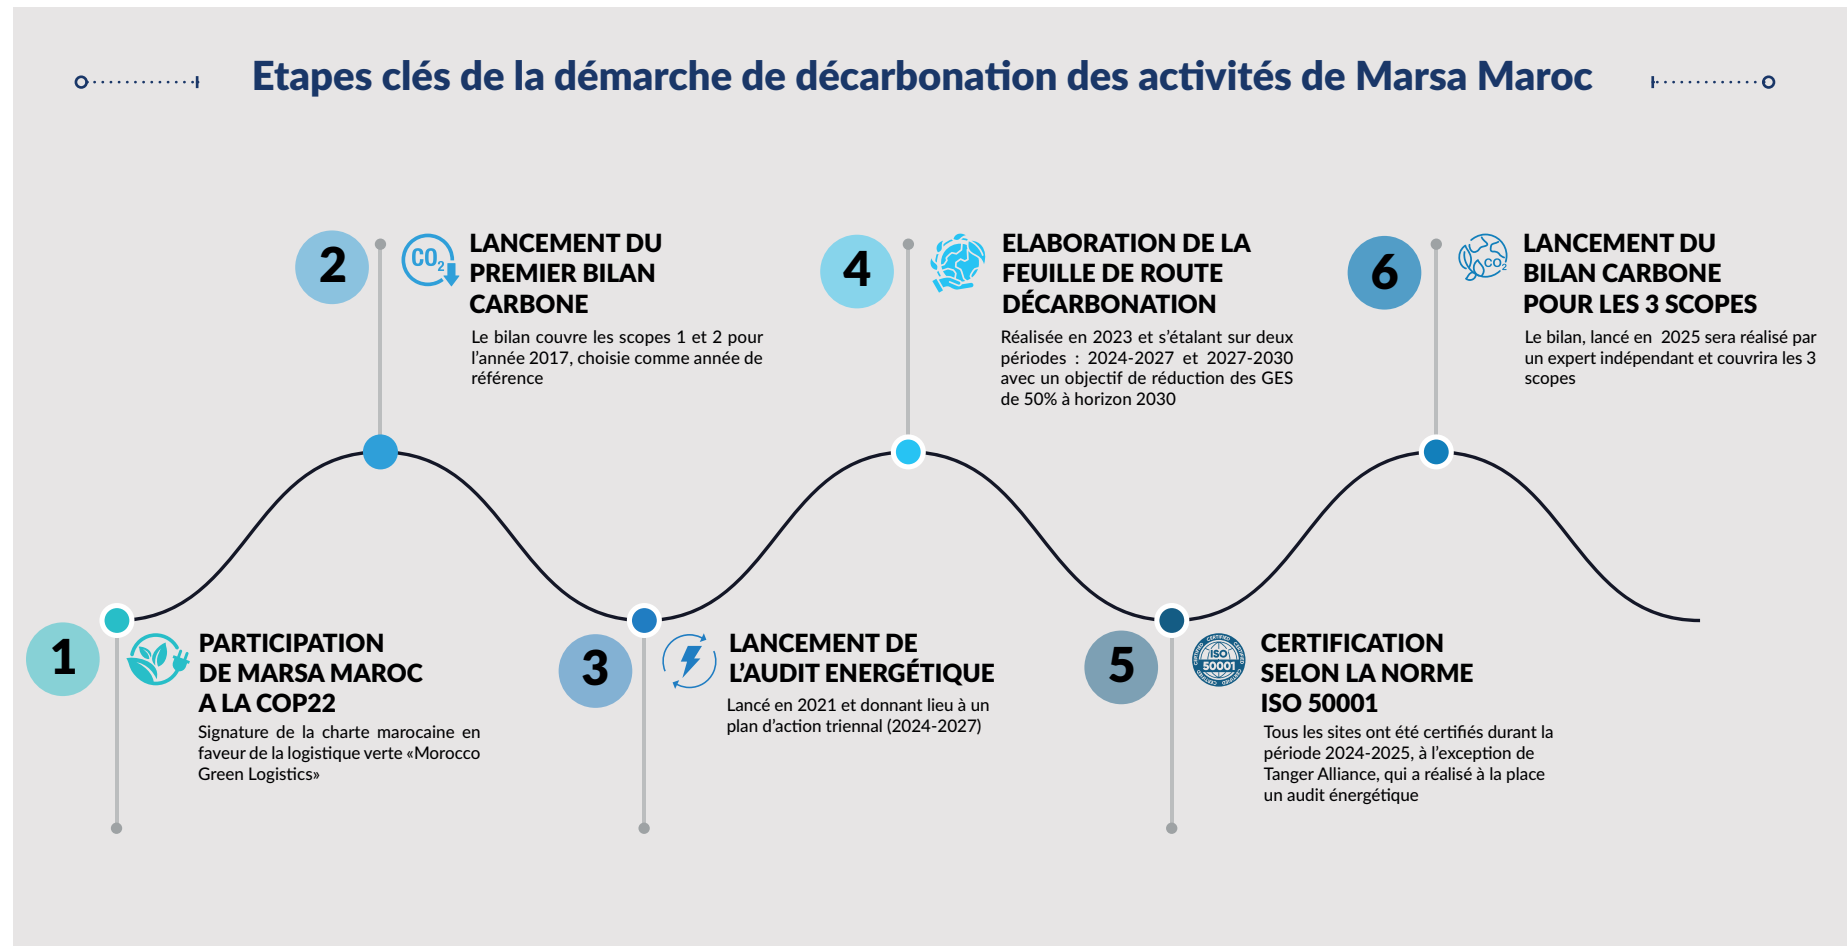 Etapes clés de la démarche de décarbonation des activités de Marsa Maroc
1
PARTICIPATION
DE MARSA MAROC
A LA COP22
Signature de la charte marocaine en
faveur de la logistique verte «Morocco
Green Logistics»
2
CO2
LANCEMENT DU
PREMIER BILAN
CARBONE
Le bilan couvre les scopes 1 et 2 pour
l’année 2017, choisie comme année de
référence
3
LANCEMENT DE
L’AUDIT ENERGÉTIQUE
Lancé en 2021 et donnant lieu à un
plan d’action triennal (2024-2027)
4
ELABORATION DE LA
FEUILLE DE ROUTE
DÉCARBONATION
Réalisée en 2023 et s’étalant sur deux
périodes : 2024-2027 et 2027-2030
avec un objectif de réduction des GES
de 50% à horizon 2030
5
CERTIFIED
ISO
50001
CERTIFICATION
SELON LA NORME
ISO 50001
Tous les sites ont été certifiés durant la
période 2024-2025, à l’exception de
Tanger Alliance, qui a réalisé à la place
un audit énergétique
6
CO2
LANCEMENT DU
BILAN CARBONE
POUR LES 3 SCOPES
Le bilan, lancé en 2025 sera réalisé par
un expert indépendant et couvrira les 3
scopes